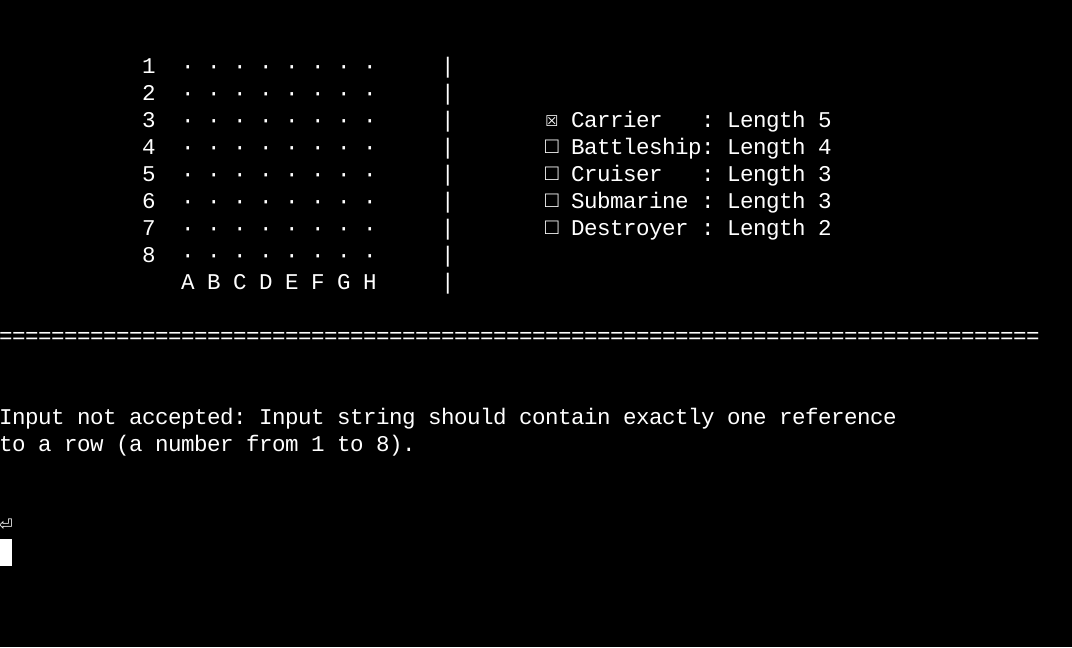 1  · · · · · · · ·     |
2  · · · · · · · ·     |
3  · · · · · · · ·     |       ☒ Carrier   : Length 5
4  · · · · · · · ·     |       □ Battleship: Length 4
5  · · · · · · · ·     |       □ Cruiser   : Length 3
6  · · · · · · · ·     |       □ Submarine : Length 3
7  · · · · · · · ·     |       □ Destroyer : Length 2
8  · · · · · · · ·     |
   A B C D E F G H     |
================================================================================
Input not accepted: Input string should contain exactly one reference
to a row (a number from 1 to 8).
⏎